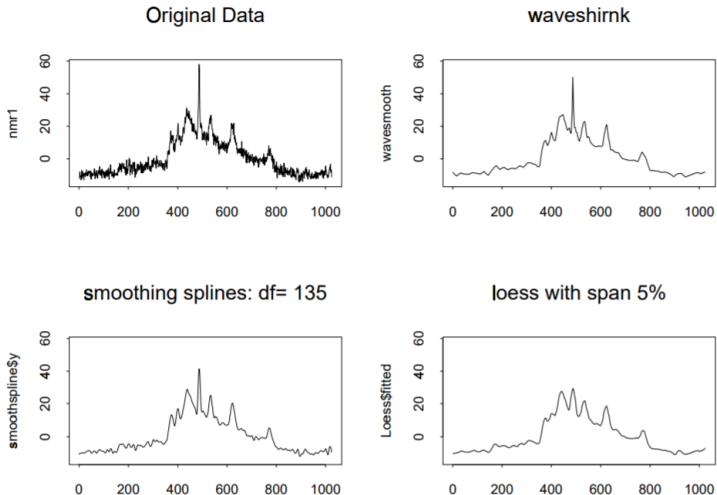 Original Data
nmr1
60
40
20
0
0 200 400 600 800 1000
waveshirnk
wavesmooth
60
40
20
0
0 200 400 600 800 1000
smoothing splines: df= 135
smoothspline$y
60
40
20
0
0 200 400 600 800 1000
loess with span 5%
Loess$fitted
60
40
20
0
0 200 400 600 800 1000